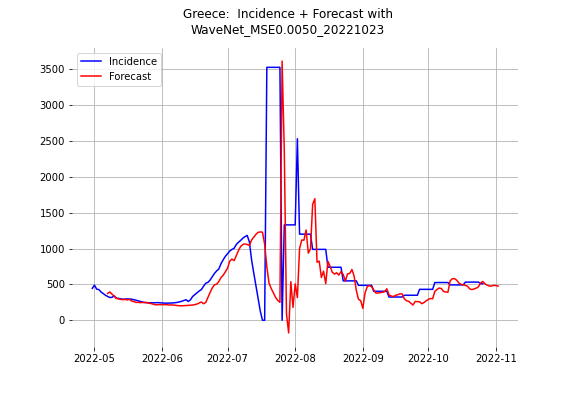 Greece:  Incidence + Forecast with
WaveNet_MSE0.0050_20221023
Incidence
Forecast
3500
3000
2500
2000
1500
1000
500
0
2022-05 2022-06 2022-07 2022-08 2022-09 2022-10 2022-11